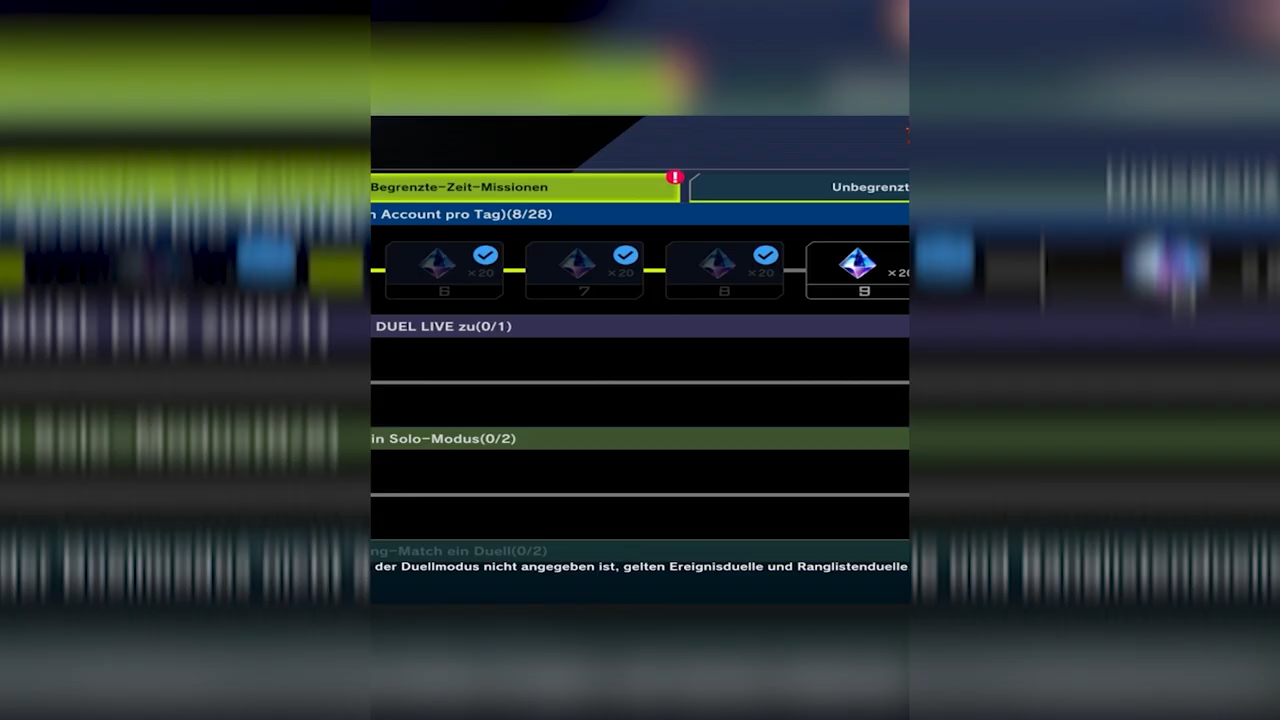 !
Begrenzte-Zeit-Missionen
Unbegrenzt
n Account pro Tag)(8/28)
×20 ×20 ×20 ×20
6 7 8 9
DUEL LIVE zu(0/1)
in Solo-Modus(0/2)
ng-Match ein Duell(0/2)
der Duellmodus nicht angegeben ist, gelten Ereignisduelle und Ranglistenduelle